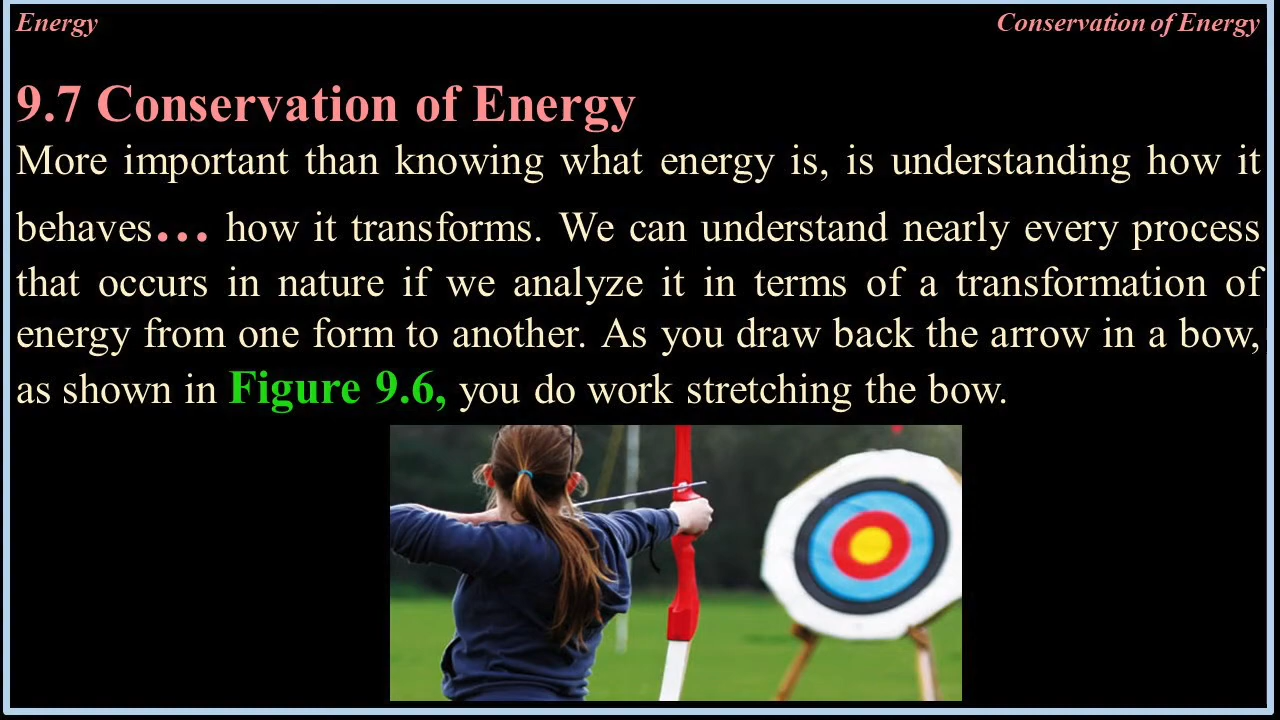 Energy
Conservation of Energy
9.7 Conservation of Energy
More important than knowing what energy is, is understanding how it
behaves… how it transforms. We can understand nearly every process
that occurs in nature if we analyze it in terms of a transformation of
energy from one form to another. As you draw back the arrow in a bow,
as shown in Figure 9.6, you do work stretching the bow.